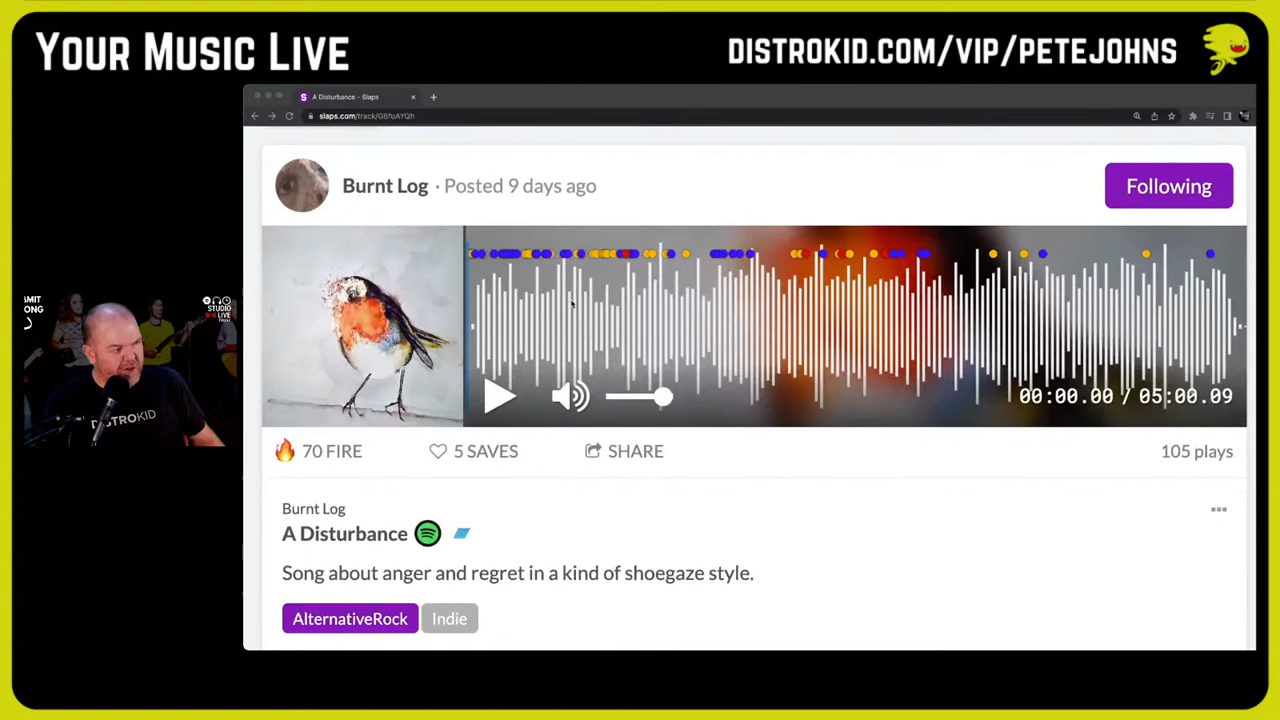 YOUR MUSIC LIVE
DISTROKID.COM/VIP/PETEJOHNS
A Disturbance - Slaps
slaps.com/track/G6fuAYQh
Burnt Log · Posted 9 days ago
Following
00:00.00 / 05:00.09
70 FIRE
5 SAVES
SHARE
105 plays
Burnt Log
A Disturbance
Song about anger and regret in a kind of shoegaze style.
AlternativeRock
Indie
STUDIO
LIVE
DISTROKID